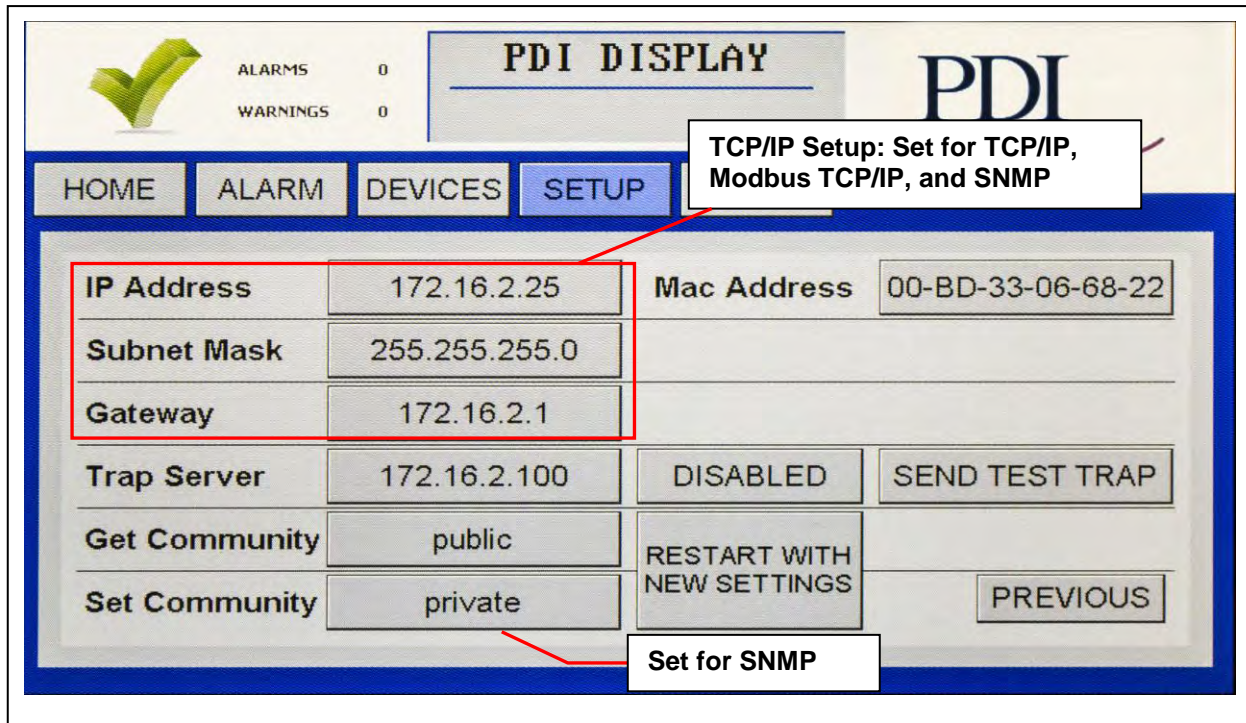 ALARMS 0
WARNINGS 0
PDI DISPLAY
PDI
TCP/IP Setup: Set for TCP/IP,
Modbus TCP/IP, and SNMP
HOME ALARM DEVICES SETUP
IP Address 172.16.2.25 Mac Address 00-BD-33-06-68-22
Subnet Mask 255.255.255.0
Gateway 172.16.2.1
Trap Server 172.16.2.100 DISABLED SEND TEST TRAP
Get Community public
RESTART WITH
NEW SETTINGS
Set Community private
PREVIOUS
Set for SNMP